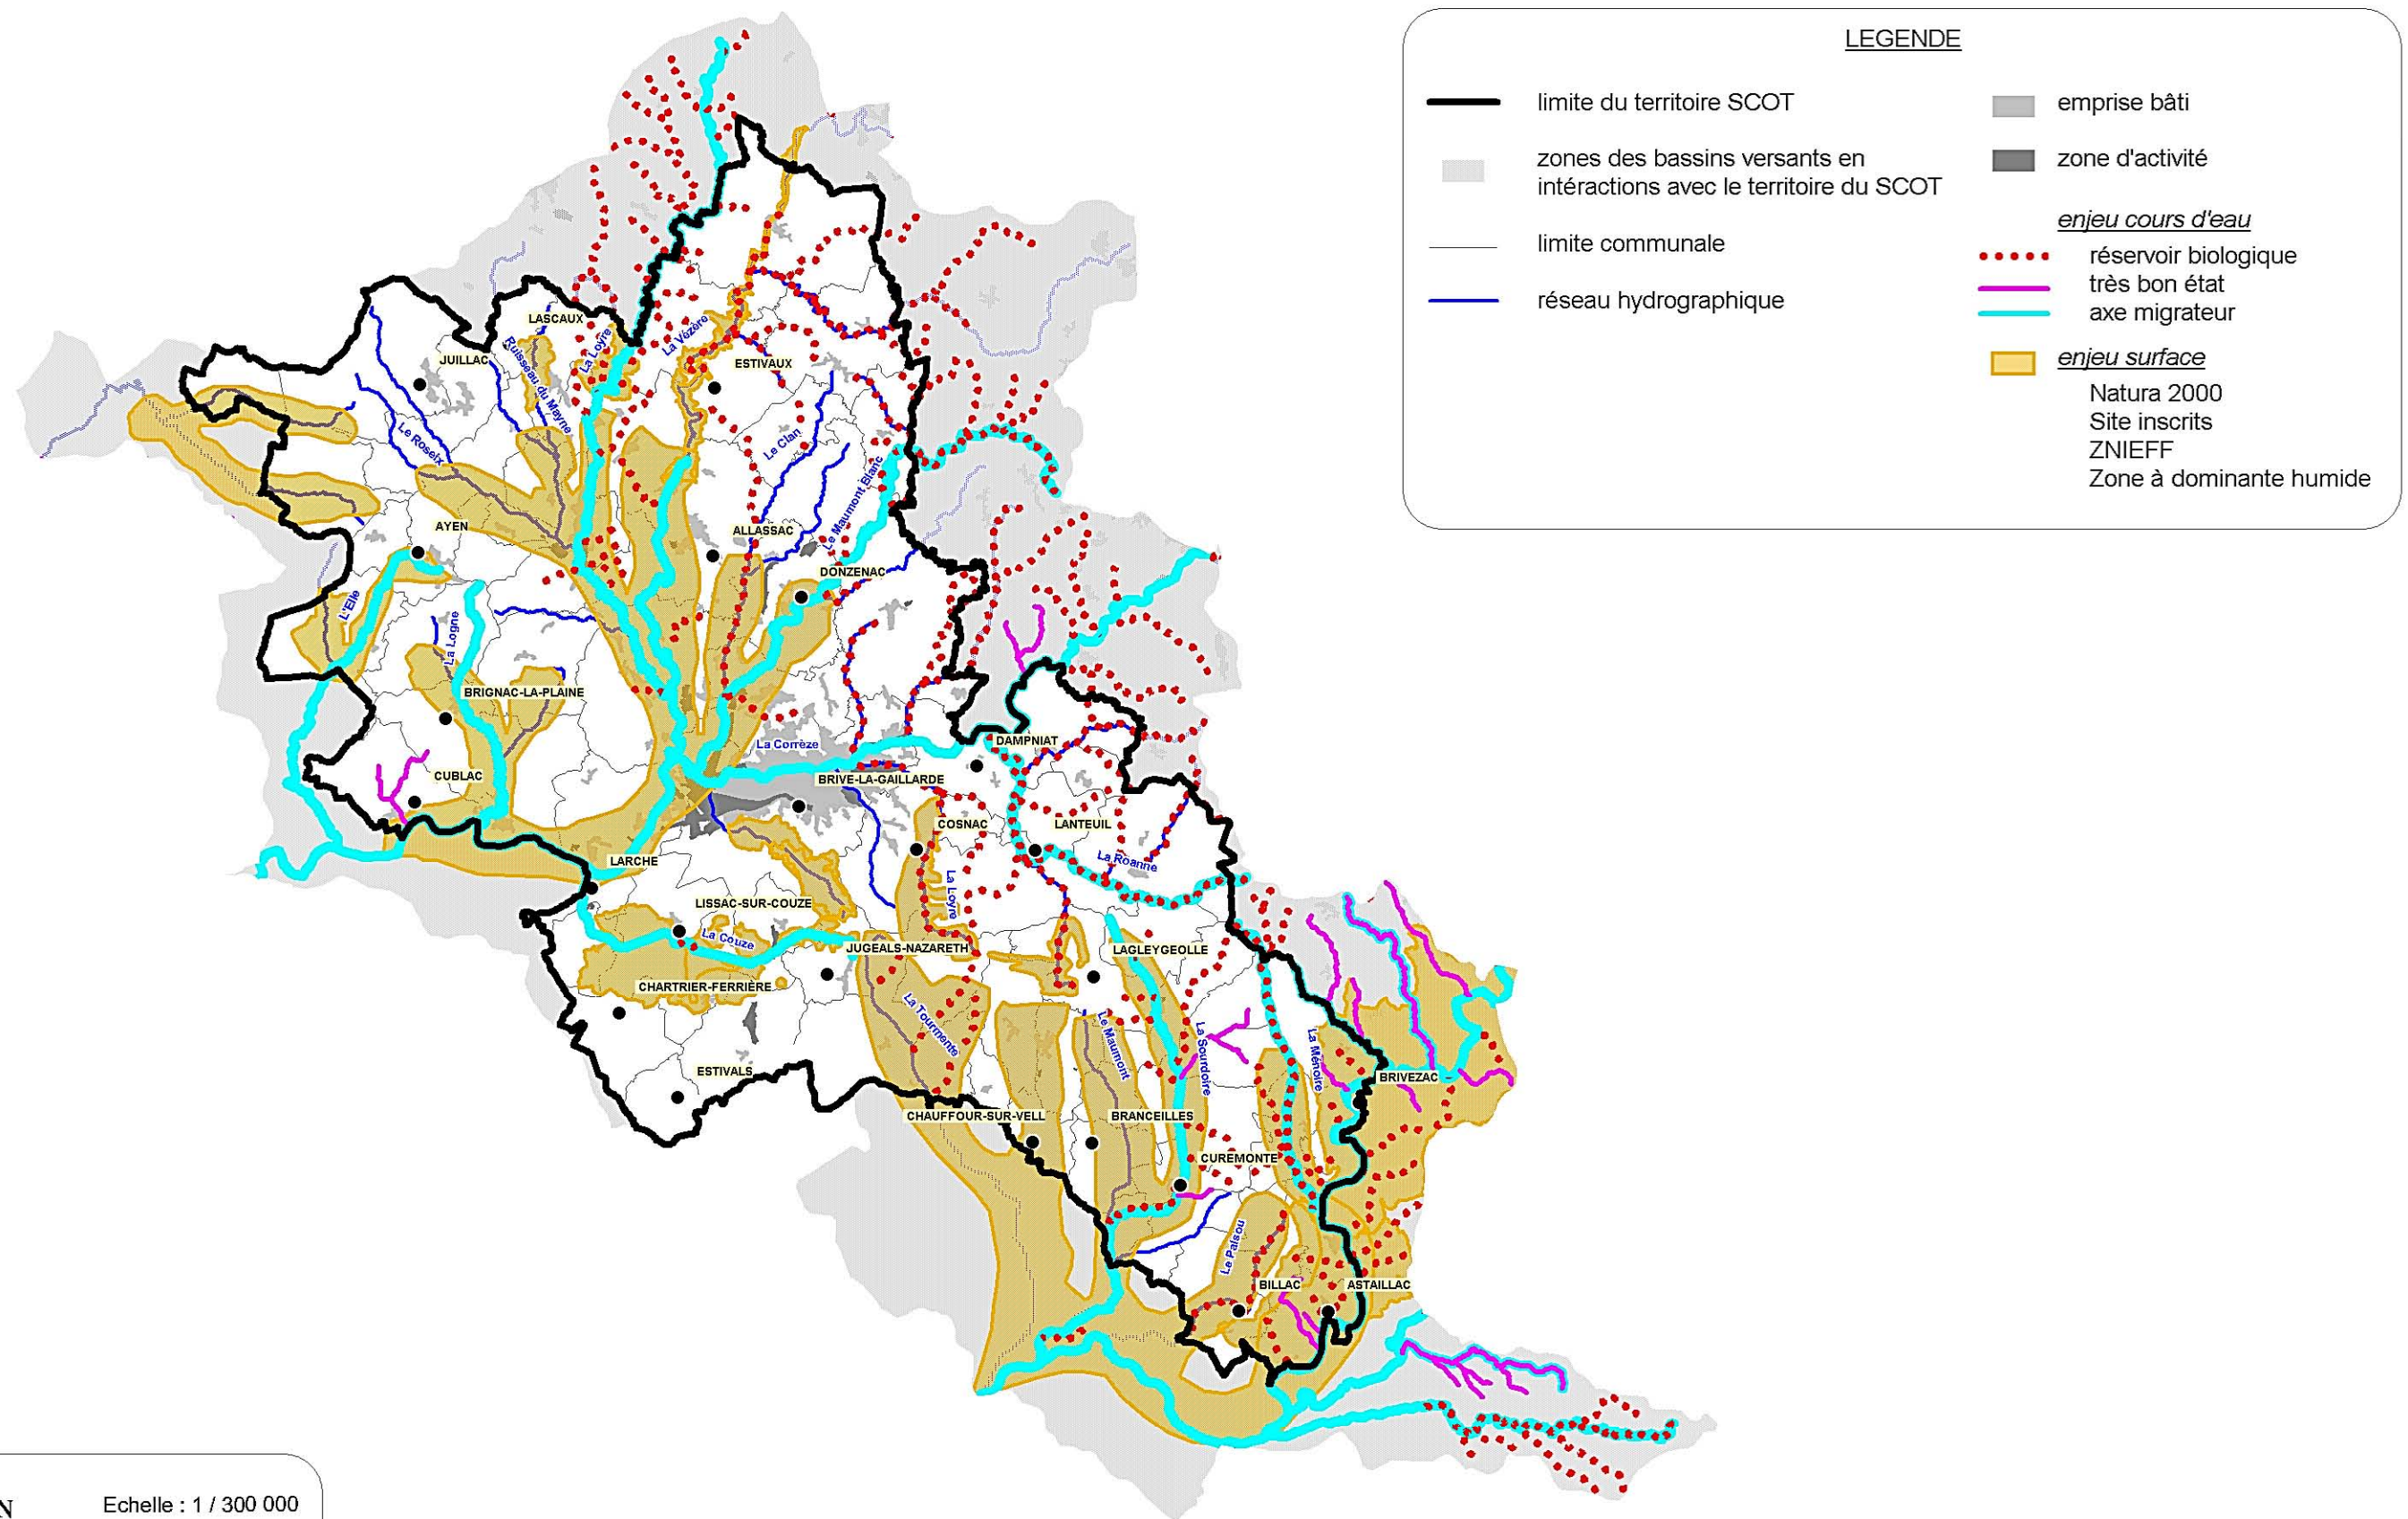 LEGENDE
limite du territoire SCOT
zones des bassins versants en
intéractions avec le territoire du SCOT
limite communale
réseau hydrographique
emprise bâti
zone d'activité
enjeu cours d'eau
réservoir biologique
très bon état
axe migrateur
enjeu surface
Natura 2000
Site inscrits
ZNIEFF
Zone à dominante humide
LASCAUX
La Loyre
La Vézère
JUILLAC
Ruisseau du Mayne
ESTIVAUX
Le Roseix
Le Clan
Le Maumont Blanc
AYEN
ALLASSAC
DONZENAC
L'Elle
La Logne
BRIGNAC-LA-PLAINE
La Corrèze
DAMPNIAT
CUBLAC
BRIVE-LA-GAILLARDE
COSNAC
LANTEUIL
LARCHE
La Roanne
La Loyre
LISSAC-SUR-COUZE
La Couze
JUGEALS-NAZARETH
LAGLEYGEOLLE
CHARTRIER-FERRIÈRE
La Tourmente
Le Maumont
La Sourdoire
La Ménoire
ESTIVALS
BRIVEZAC
CHAUFFOUR-SUR-VELL
BRANCEILLES
CUREMONTE
Le Palsou
BILLAC
ASTAILLAC
N
Echelle : 1 / 300 000